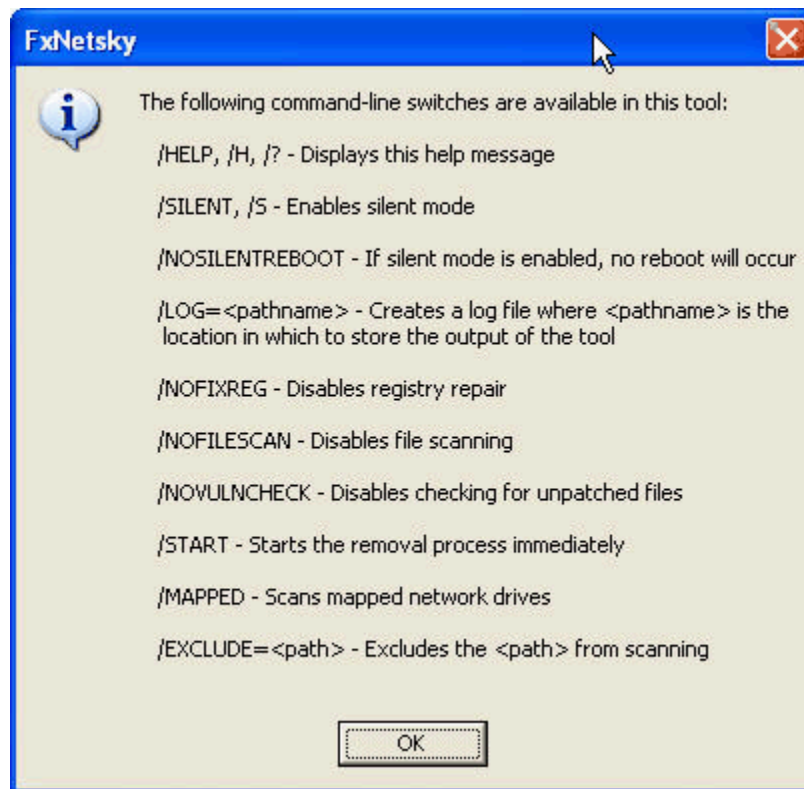 FxNetsky
The following command-line switches are available in this tool:
/HELP, /H, /? - Displays this help message
/SILENT, /S - Enables silent mode
/NOSILENTREBOOT - If silent mode is enabled, no reboot will occur
/LOG=<pathname> - Creates a log file where <pathname> is the
location in which to store the output of the tool
/NOFIXREG - Disables registry repair
/NOFILESCAN - Disables file scanning
/NOVULNCHECK - Disables checking for unpatched files
/START - Starts the removal process immediately
/MAPPED - Scans mapped network drives
/EXCLUDE=<path> - Excludes the <path> from scanning
OK